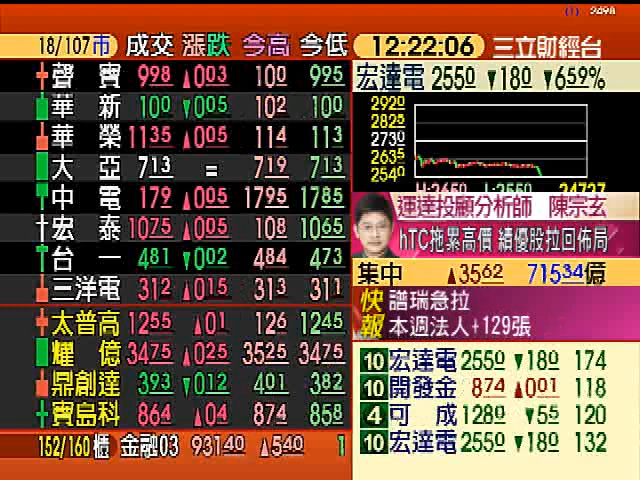 (1) 2498
18/107市 成交 漲跌 今高 今低 12:22:06 三立財經台
聲寶 998 ▲003 100 995
華新 100 ▼005 102 100
華榮 1135 ▲005 114 113
大亞 713 = 719 713
中電 179 ▲005 1795 1785
宏泰 1075 ▲005 108 1065
台一 481 ▼002 484 473
三洋電 312 ▲015 313 311
太普高 1255 ▲01 126 1245
耀億 3475 ▲025 3525 3475
鼎創達 393 ▼012 401 382
寶島科 864 ▲04 874 858
152/160櫃 金融03 93140 ▲540 1
宏達電 2550 ▼180 ▼659%
2920
2825
2730
2635
2540
H:2650 L:2550 24727
運達投顧分析師 陳宗玄
hTC拖累高價 績優股拉回佈局
集中 ▲3562 71534億
快報 譜瑞急拉
本週法人+129張
10 宏達電 2550 ▼180 174
10 開發金 874 ▲001 118
4 可成 1280 ▼55 120
10 宏達電 2550 ▼180 132